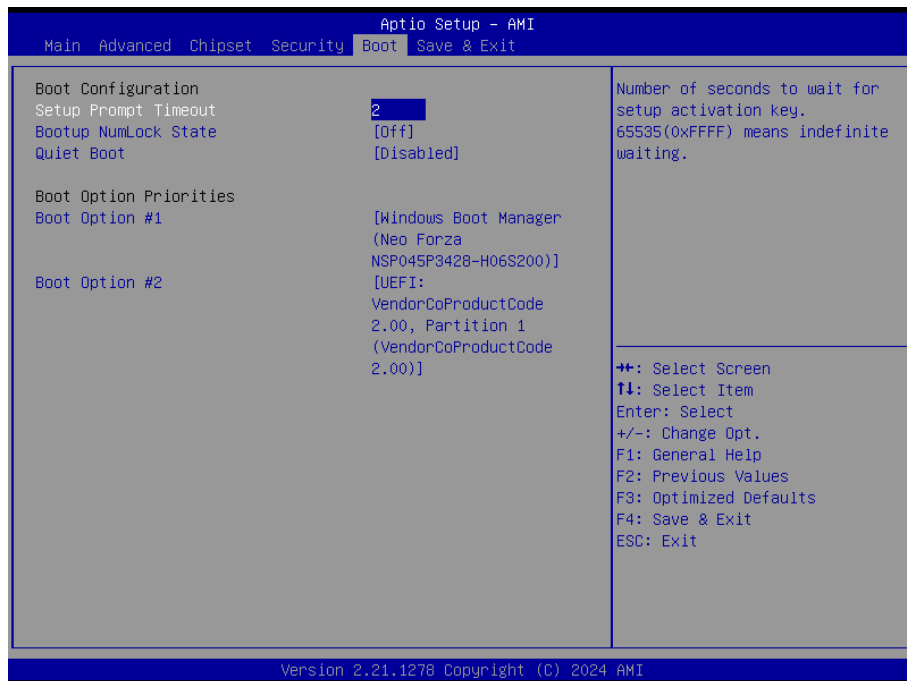 Aptio Setup – AMI
Main Advanced Chipset Security Boot Save & Exit
Boot Configuration
Setup Prompt Timeout 2
Bootup NumLock State [Off]
Quiet Boot [Disabled]
Boot Option Priorities
Boot Option #1 [Windows Boot Manager
(Neo Forza
NSP045P3428-H06S200)]
Boot Option #2 [UEFI:
VendorCoProductCode
2.00, Partition 1
(VendorCoProductCode
2.00)]
Number of seconds to wait for
setup activation key.
65535(0xFFFF) means indefinite
waiting.
→←: Select Screen
↑↓: Select Item
Enter: Select
+/-: Change Opt.
F1: General Help
F2: Previous Values
F3: Optimized Defaults
F4: Save & Exit
ESC: Exit
Version 2.21.1278 Copyright (C) 2024 AMI